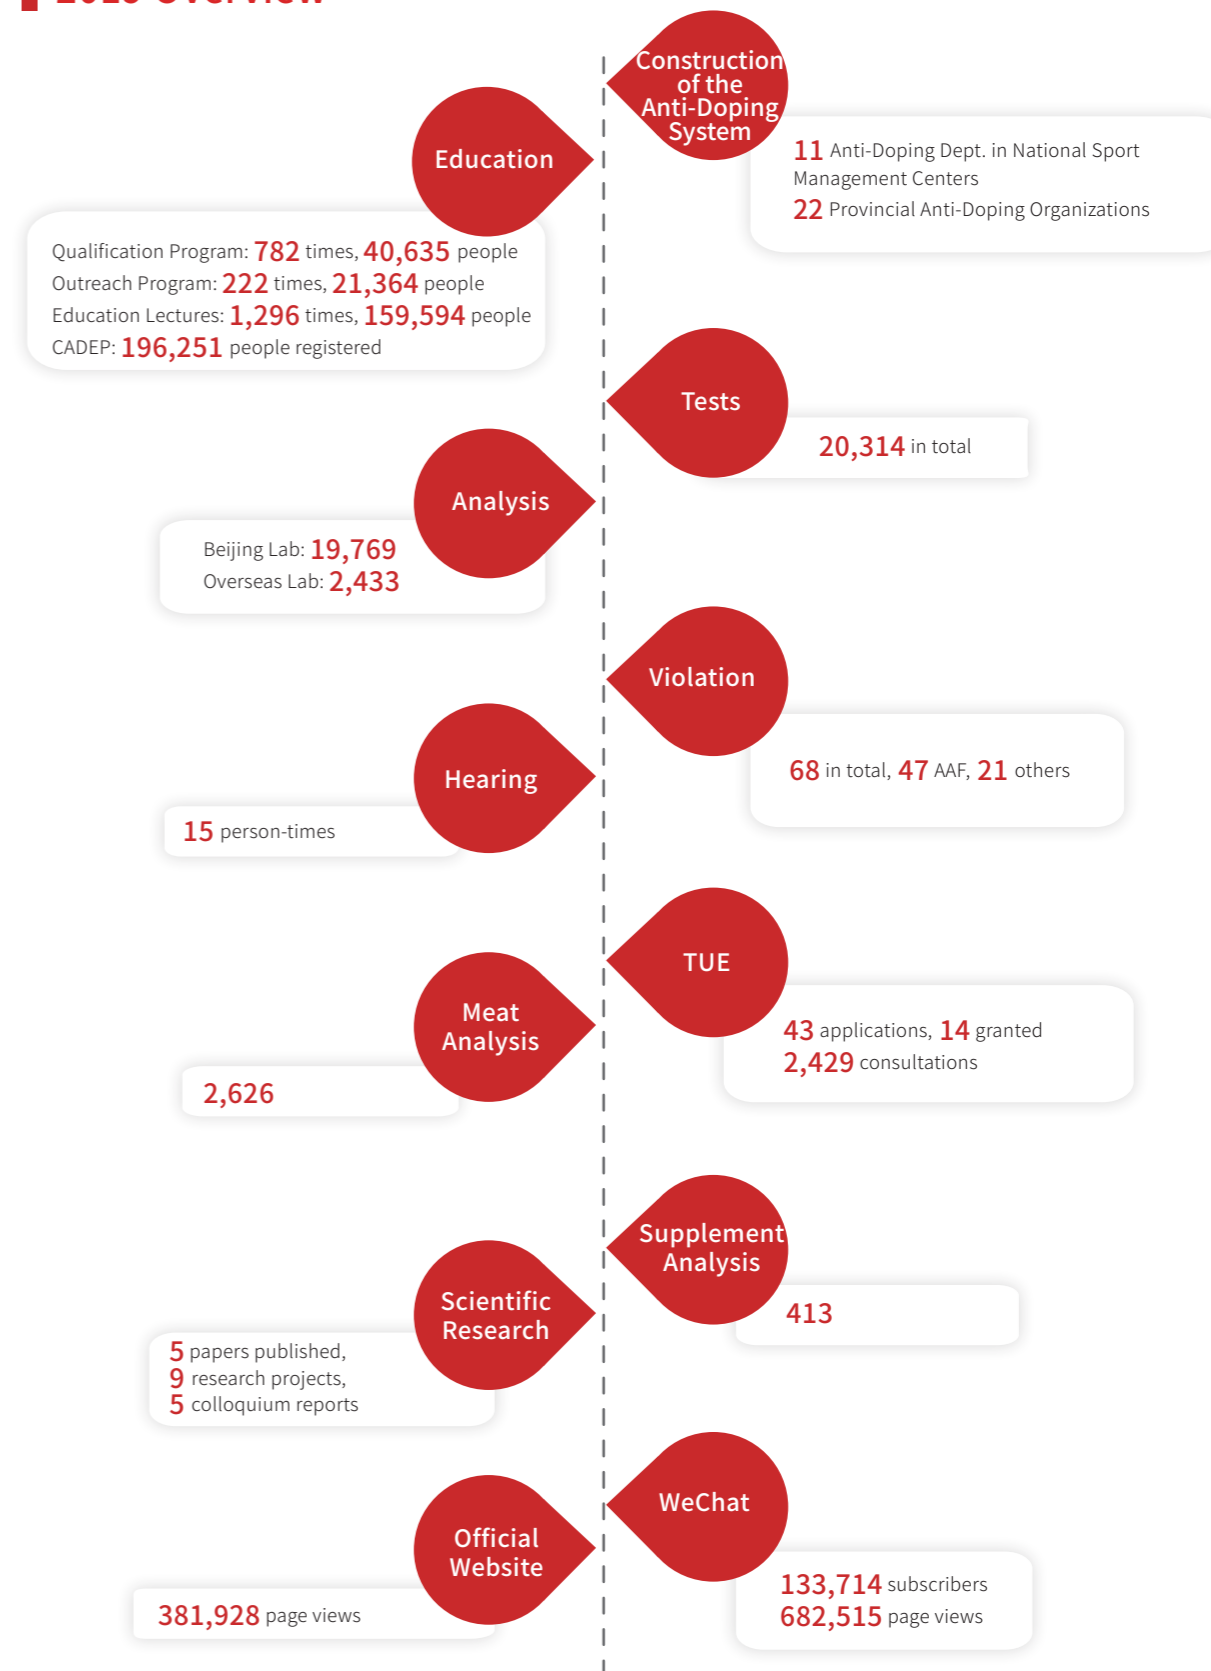 Overview
Construction
of the
Anti-Doping
System
11 Anti-Doping Dept. in National Sport
Management Centers
22 Provincial Anti-Doping Organizations
Education
Qualification Program: 782 times, 40,635 people
Outreach Program: 222 times, 21,364 people
Education Lectures: 1,296 times, 159,594 people
CADEP: 196,251 people registered
Tests
20,314 in total
Analysis
Beijing Lab: 19,769
Overseas Lab: 2,433
Violation
68 in total, 47 AAF, 21 others
Hearing
15 person-times
TUE
43 applications, 14 granted
2,429 consultations
Meat
Analysis
2,626
Supplement
Analysis
413
Scientific
Research
5 papers published,
9 research projects,
5 colloquium reports
WeChat
133,714 subscribers
682,515 page views
Official
Website
381,928 page views